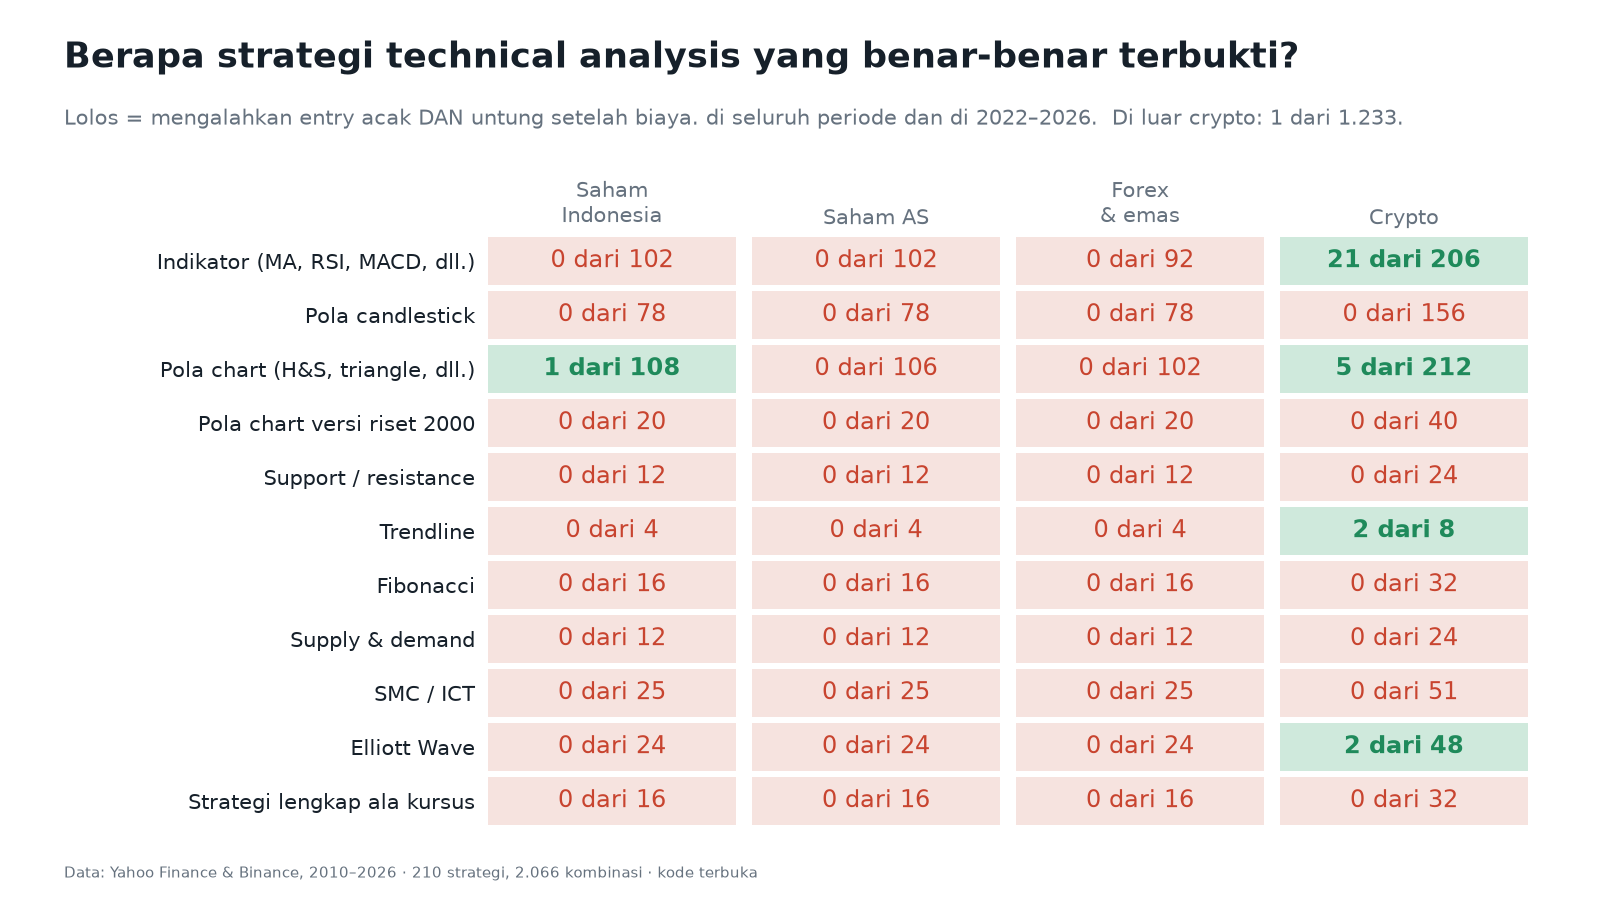 Berapa strategi technical analysis yang benar-benar terbukti?
Lolos = mengalahkan entry acak DAN untung setelah biaya. di seluruh periode dan di 2022–2026.  Di luar crypto: 1 dari 1.233.
Saham
Indonesia
Saham AS
Forex
& emas
Crypto
Indikator (MA, RSI, MACD, dll.) 0 dari 102 0 dari 102 0 dari 92 21 dari 206
Pola candlestick 0 dari 78 0 dari 78 0 dari 78 0 dari 156
Pola chart (H&S, triangle, dll.) 1 dari 108 0 dari 106 0 dari 102 5 dari 212
Pola chart versi riset 2000 0 dari 20 0 dari 20 0 dari 20 0 dari 40
Support / resistance 0 dari 12 0 dari 12 0 dari 12 0 dari 24
Trendline 0 dari 4 0 dari 4 0 dari 4 2 dari 8
Fibonacci 0 dari 16 0 dari 16 0 dari 16 0 dari 32
Supply & demand 0 dari 12 0 dari 12 0 dari 12 0 dari 24
SMC / ICT 0 dari 25 0 dari 25 0 dari 25 0 dari 51
Elliott Wave 0 dari 24 0 dari 24 0 dari 24 2 dari 48
Strategi lengkap ala kursus 0 dari 16 0 dari 16 0 dari 16 0 dari 32
Data: Yahoo Finance & Binance, 2010–2026 · 210 strategi, 2.066 kombinasi · kode terbuka